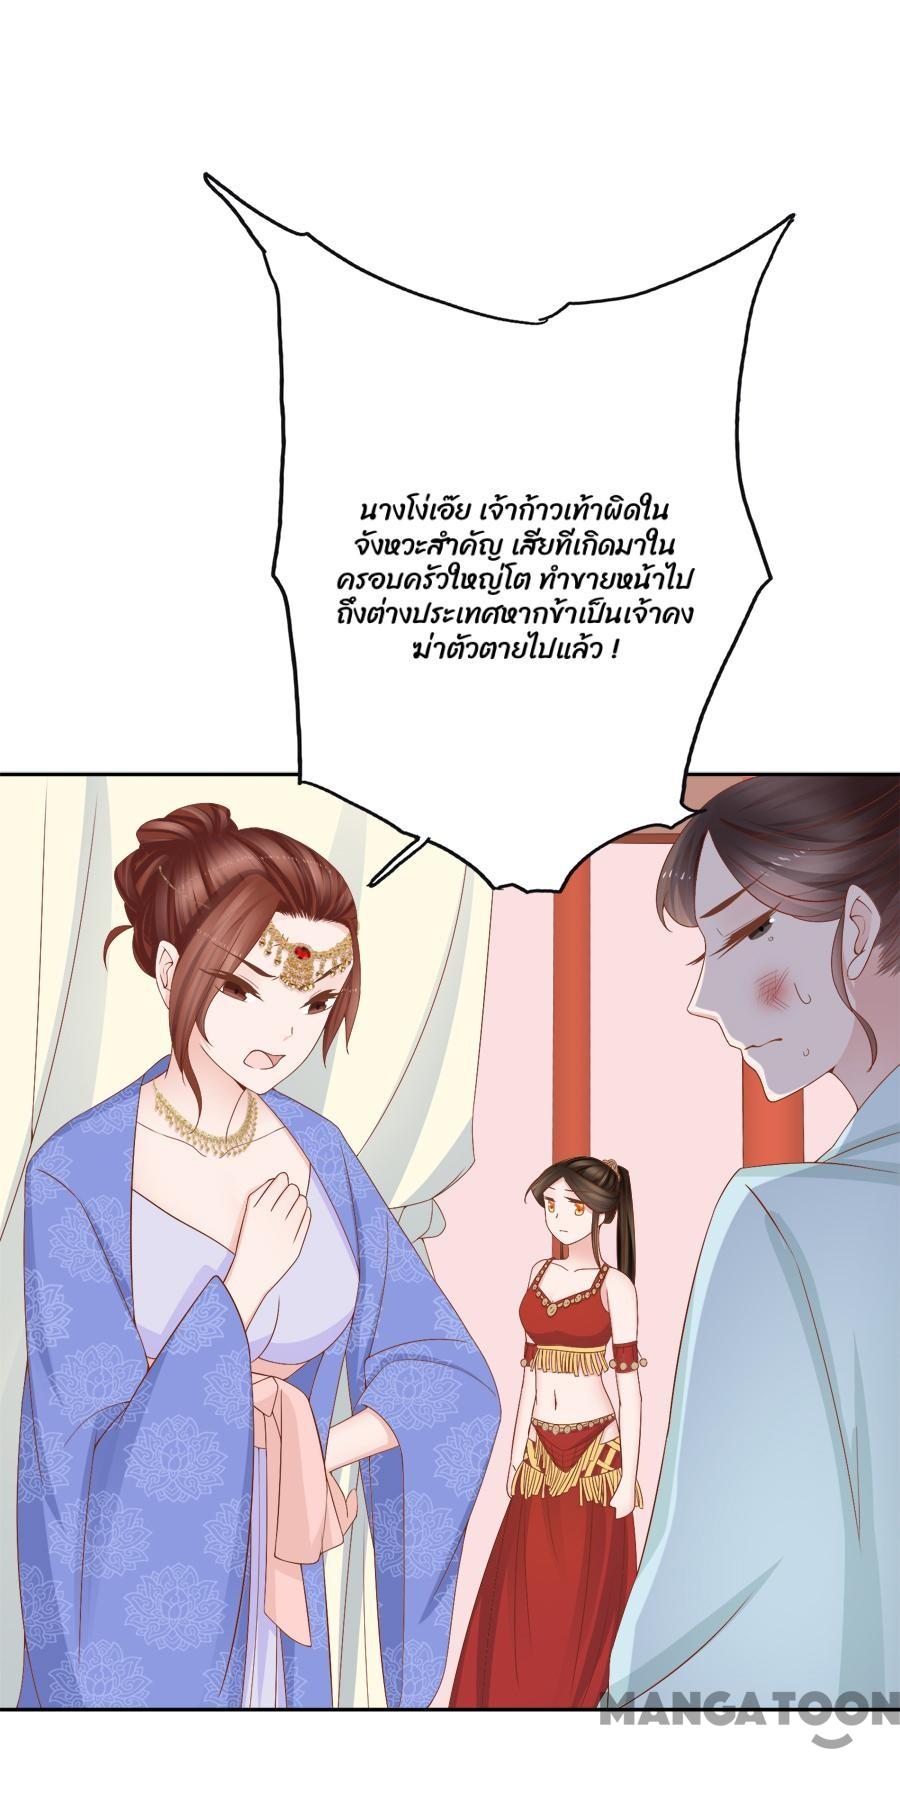 นางโง่เอ๊ย เจ้าก้าวเท้าผิดใน
จังหวะสำคัญ เสียทีเกิดมาใน
ครอบครัวใหญ่โต ทำขายหน้าไป
ถึงต่างประเทศหากข้าเป็นเจ้าคง
ฆ่าตัวตายไปแล้ว !
MANGA TOON